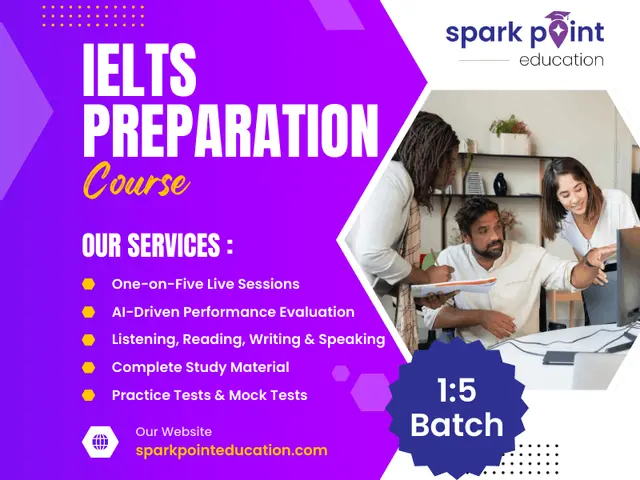 spark point
education
IELTS
PREPARATION
Course
OUR SERVICES :
One-on-Five Live Sessions
AI-Driven Performance Evaluation
Listening, Reading, Writing & Speaking
Complete Study Material
Practice Tests & Mock Tests
1:5
Batch
Our Website
sparkpointeducation.com